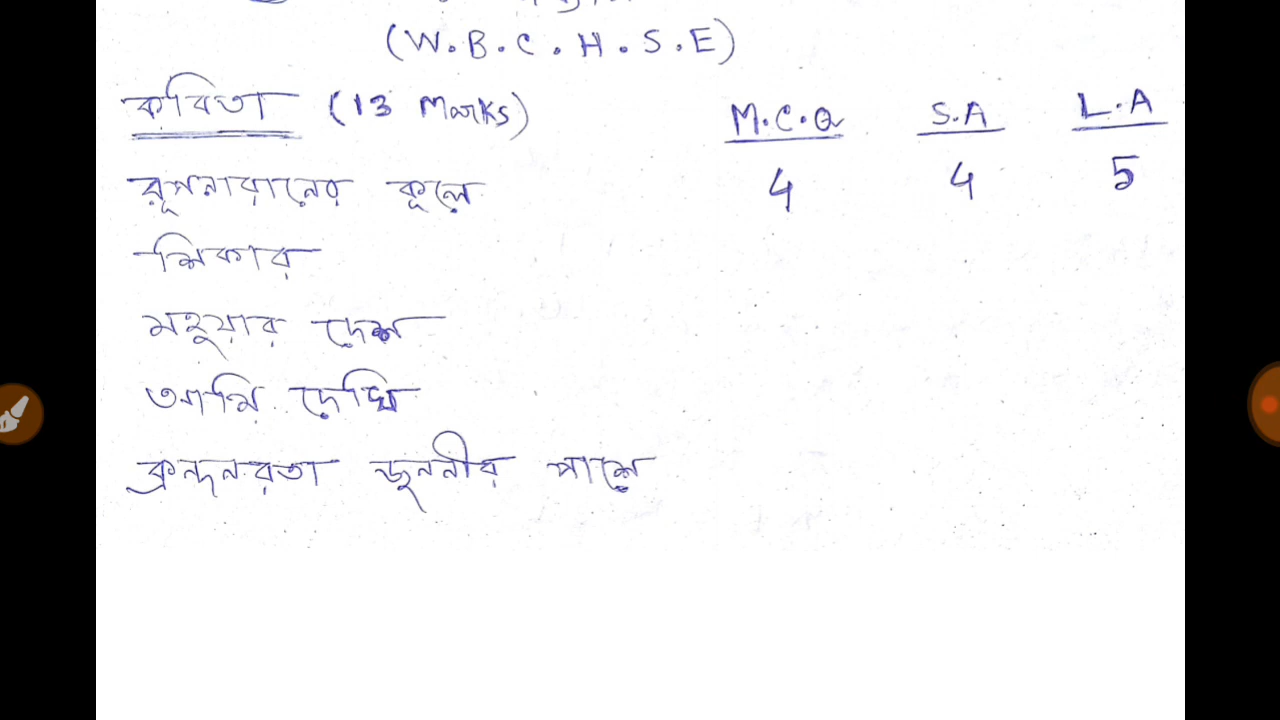 (W.B.C.H.S.E)
কবিতা (13 Marks) M.C.Q S.A L.A
রূপনারানের কূলে 4 4 5
শিকার
মহুয়ার দেশ
আমি দেখি
ক্রন্দনরতা জননীর পাশে